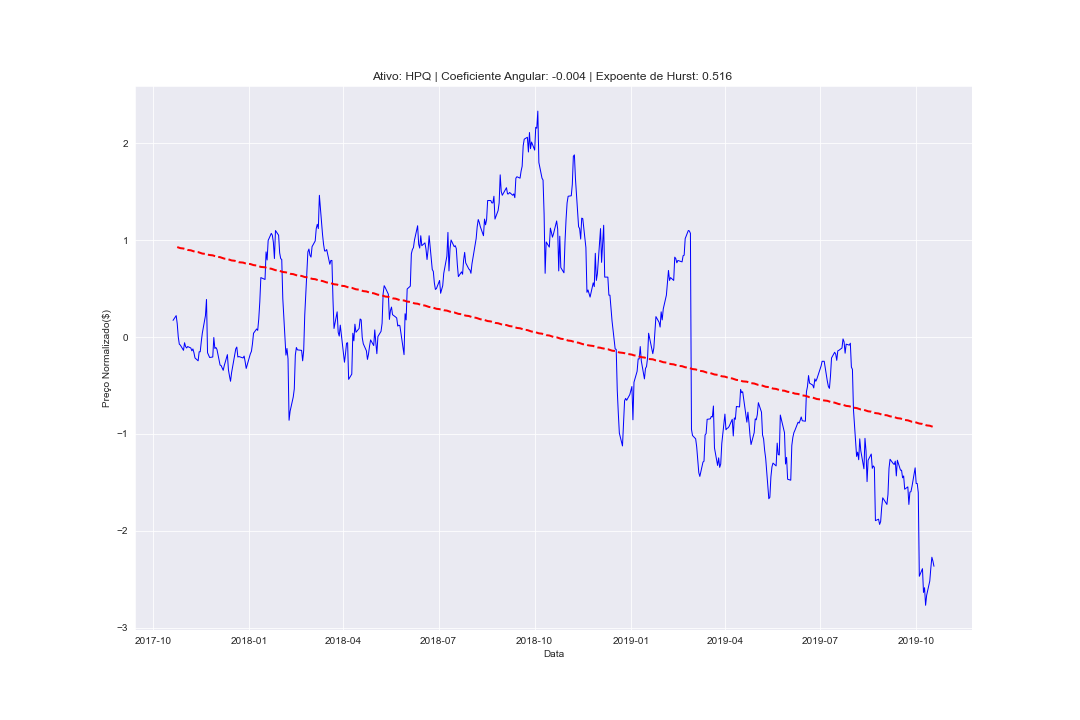 Ativo: HPQ | Coeficiente Angular: -0.004 | Expoente de Hurst: 0.516
Preço Normalizado($)
2
1
0
−1
−2
−3
2017-10 2018-01 2018-04 2018-07 2018-10 2019-01 2019-04 2019-07 2019-10
Data